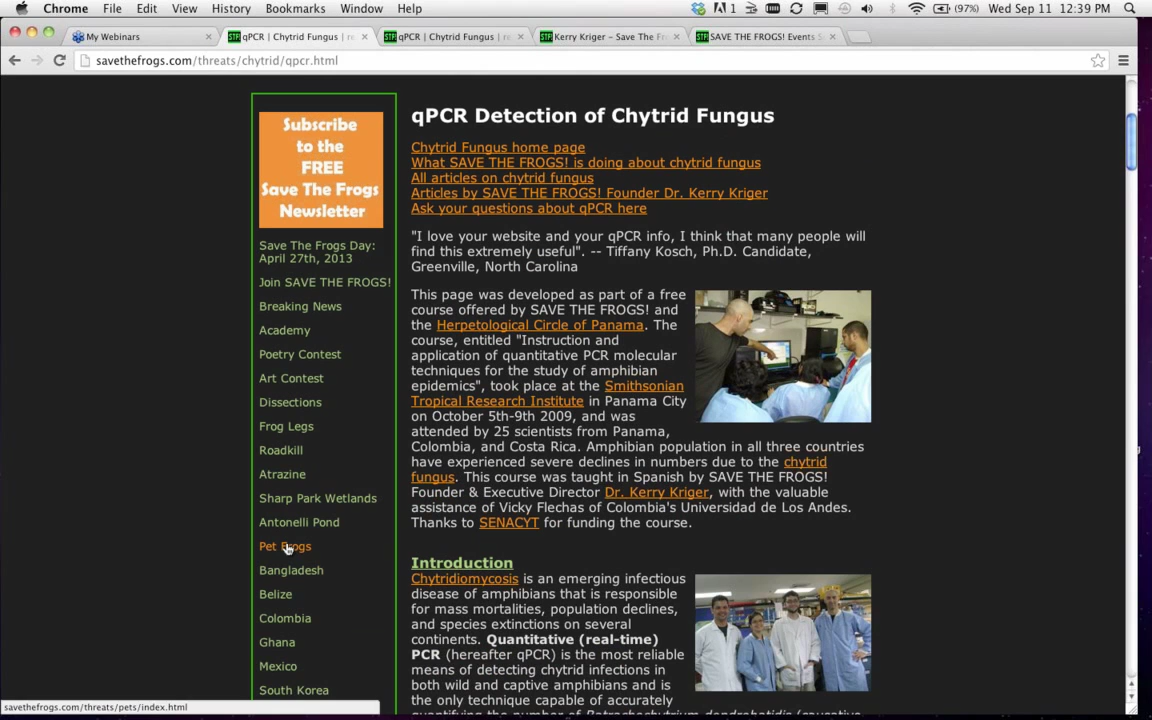 Chrome File Edit View History Bookmarks Window Help 1 (97%) Wed Sep 11 12:39 PM
My Webinars × qPCR | Chytrid Fungus | re × qPCR | Chytrid Fungus | re × Kerry Kriger – Save The Fr × SAVE THE FROGS! Events S ×
savethefrogs.com/threats/chytrid/qpcr.html
Subscribe
to the
FREE
Save The Frogs
Newsletter
Save The Frogs Day:
April 27th, 2013
Join SAVE THE FROGS!
Breaking News
Academy
Poetry Contest
Art Contest
Dissections
Frog Legs
Roadkill
Atrazine
Sharp Park Wetlands
Antonelli Pond
Pet Frogs
Bangladesh
Belize
Colombia
Ghana
Mexico
South Korea
qPCR Detection of Chytrid Fungus
Chytrid Fungus home page
What SAVE THE FROGS! is doing about chytrid fungus
All articles on chytrid fungus
Articles by SAVE THE FROGS! Founder Dr. Kerry Kriger
Ask your questions about qPCR here
"I love your website and your qPCR info, I think that many people will
find this extremely useful". -- Tiffany Kosch, Ph.D. Candidate,
Greenville, North Carolina
This page was developed as part of a free
course offered by SAVE THE FROGS! and
the Herpetological Circle of Panama. The
course, entitled "Instruction and
application of quantitative PCR molecular
techniques for the study of amphibian
epidemics", took place at the Smithsonian
Tropical Research Institute in Panama City
on October 5th-9th 2009, and was
attended by 25 scientists from Panama,
Colombia, and Costa Rica. Amphibian population in all three countries
have experienced severe declines in numbers due to the chytrid
fungus. This course was taught in Spanish by SAVE THE FROGS!
Founder & Executive Director Dr. Kerry Kriger, with the valuable
assistance of Vicky Flechas of Colombia's Universidad de Los Andes.
Thanks to SENACYT for funding the course.
Introduction
Chytridiomycosis is an emerging infectious
disease of amphibians that is responsible
for mass mortalities, population declines,
and species extinctions on several
continents. Quantitative (real-time)
PCR (hereafter qPCR) is the most reliable
means of detecting chytrid infections in
both wild and captive amphibians and is
the only technique capable of accurately
quantifying the number of Batrachochytrium dendrobatidis (causative
savethefrogs.com/threats/pets/index.html